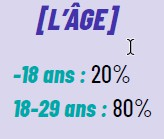 [L'ÂGE]
-18 ans : 20%
18-29 ans : 80%